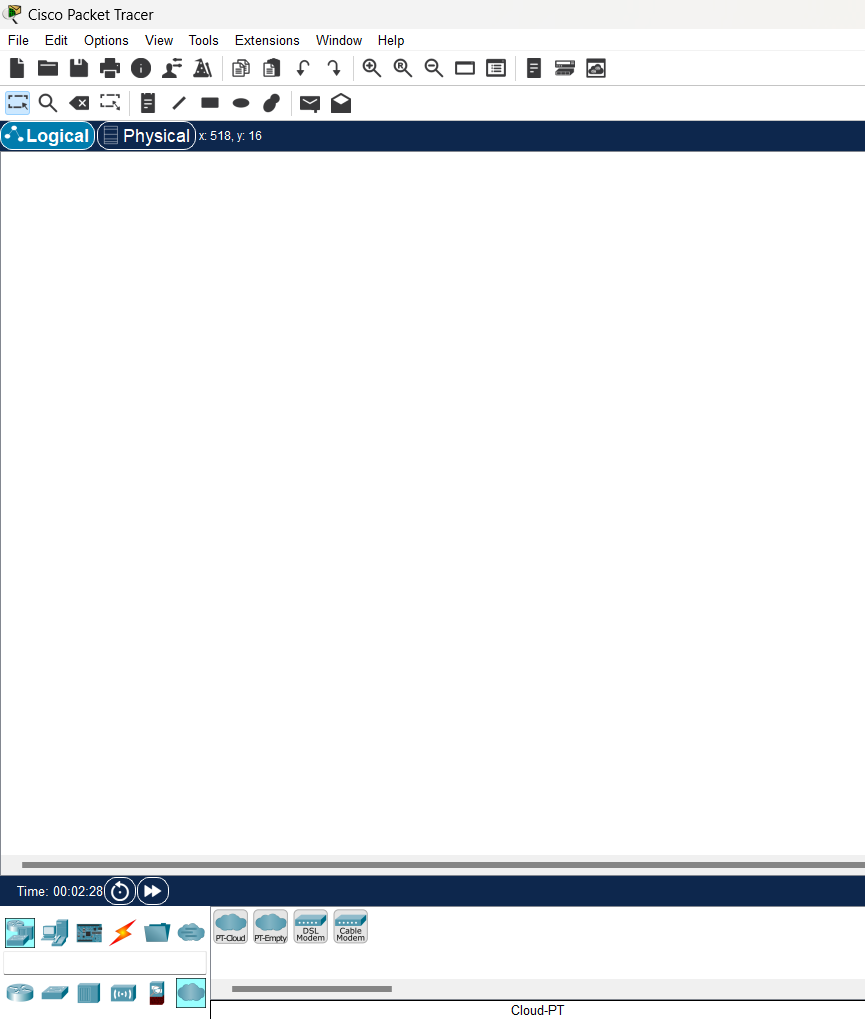 Cisco Packet Tracer
File Edit Options View Tools Extensions Window Help
Logical Physical x: 518, y: 16
Time: 00:02:28
PT-Cloud PT-Empty DSL Modem Cable Modem
Cloud-PT